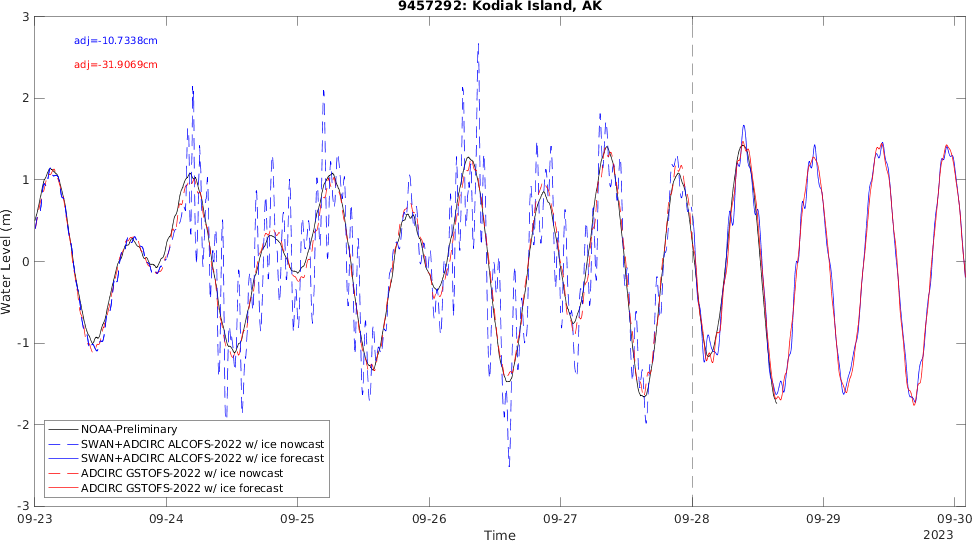 9457292: Kodiak Island, AK
adj=-10.7338cm
adj=-31.9069cm
Water Level (m)
3
2
1
0
-1
-2
-3
NOAA-Preliminary
SWAN+ADCIRC ALCOFS-2022 w/ ice nowcast
SWAN+ADCIRC ALCOFS-2022 w/ ice forecast
ADCIRC GSTOFS-2022 w/ ice nowcast
ADCIRC GSTOFS-2022 w/ ice forecast
09-23 09-24 09-25 09-26 09-27 09-28 09-29 09-30
Time
2023